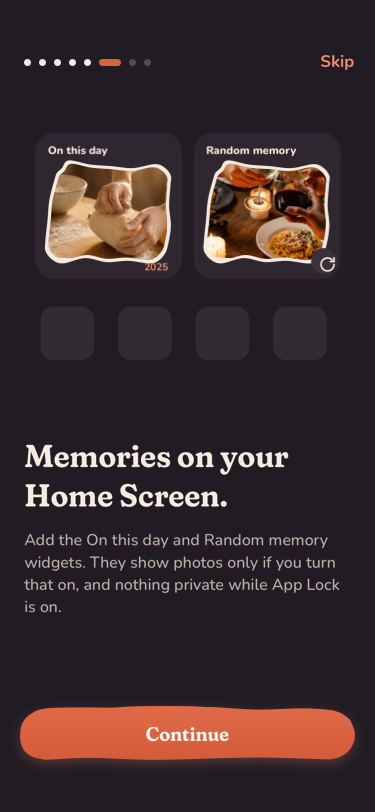 Skip
On this day
Random memory
2025
Memories on your
Home Screen.
Add the On this day and Random memory
widgets. They show photos only if you turn
that on, and nothing private while App Lock
is on.
Continue